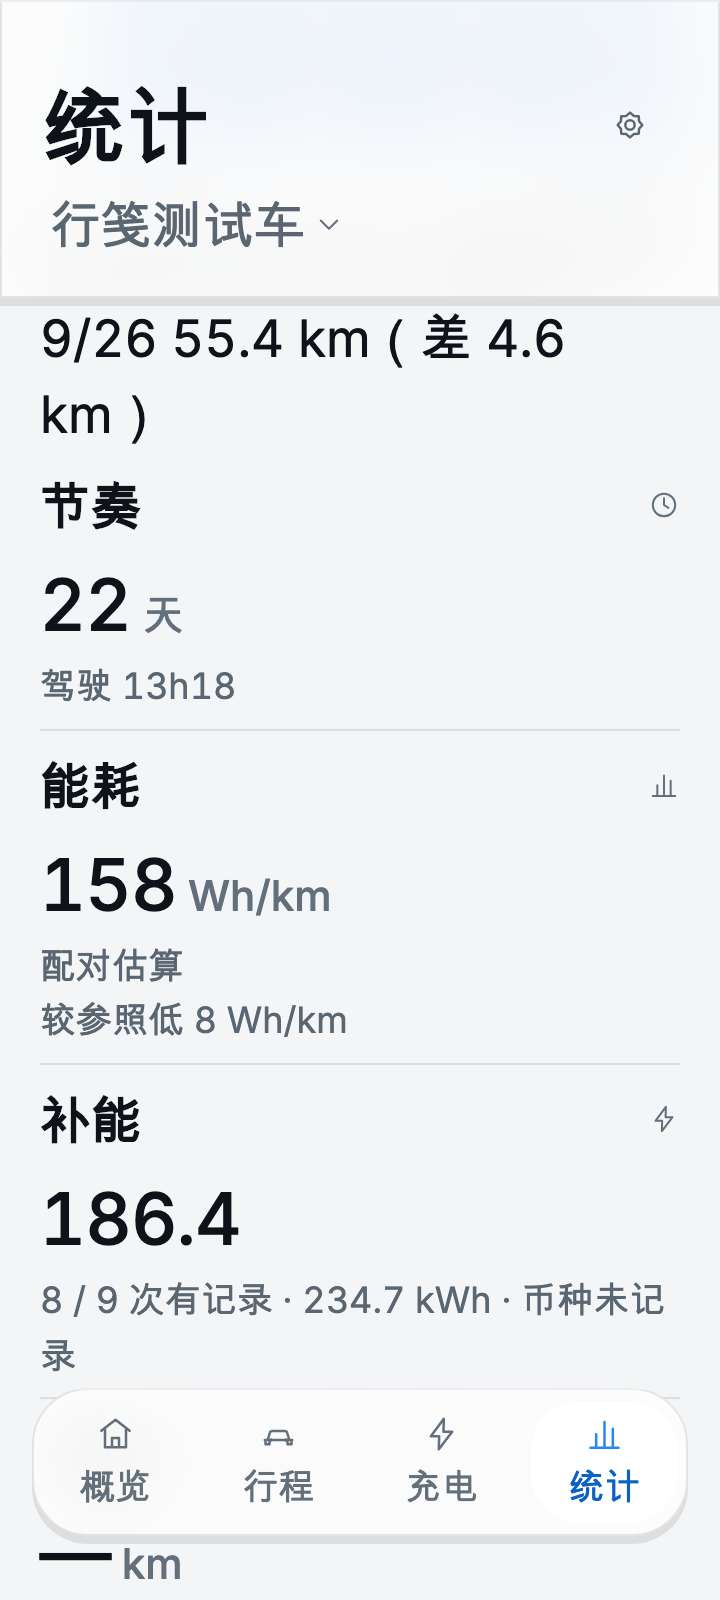 统计
行笺测试车
9/26 55.4 km ( 差 4.6
km )
节奏
22 天
驾驶 13h18
能耗
158 Wh/km
配对估算
较参照低 8 Wh/km
补能
186.4
8 / 9 次有记录 · 234.7 kWh · 币种未记
录
概览 行程 充电 统计
— km